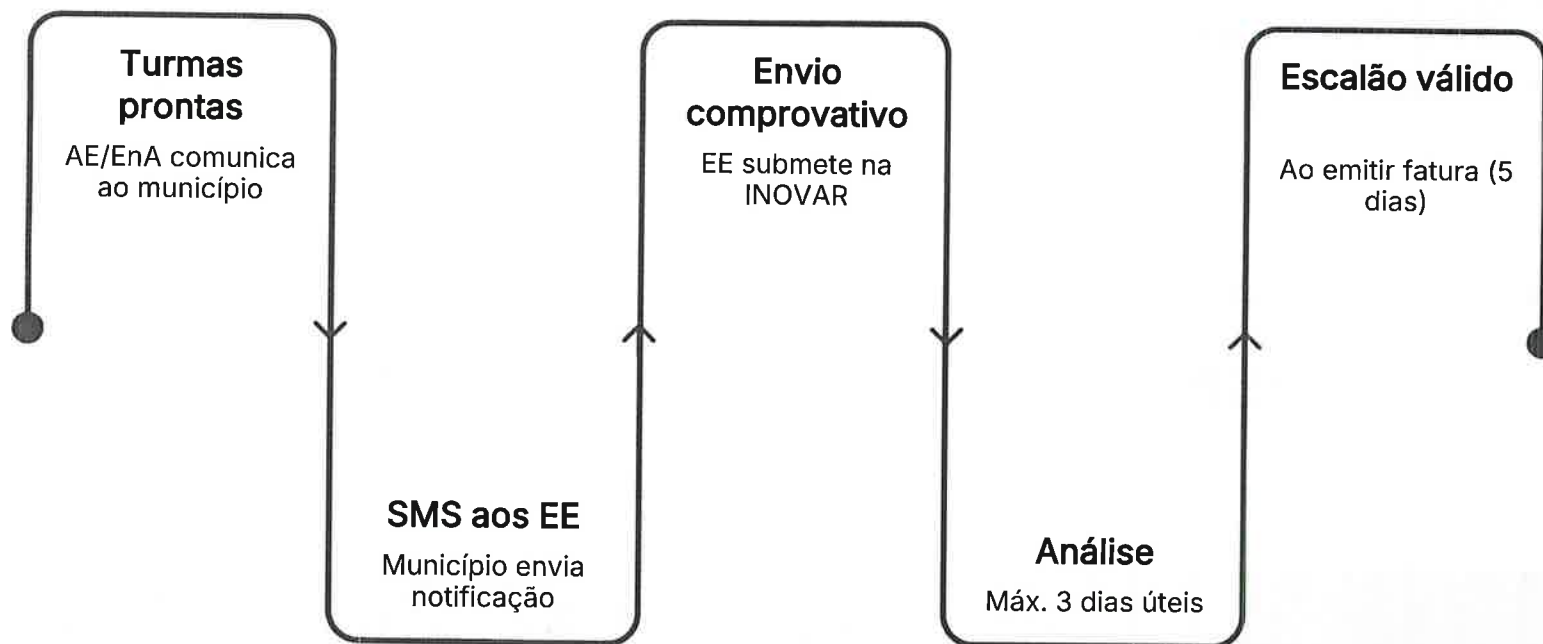 Turmas
prontas
AE/EnA comunica
ao município
SMS aos EE
Município envia
notificação
Envio
comprovativo
EE submete na
INOVAR
Análise
Máx. 3 dias úteis
Escalão válido
Ao emitir fatura (5
dias)